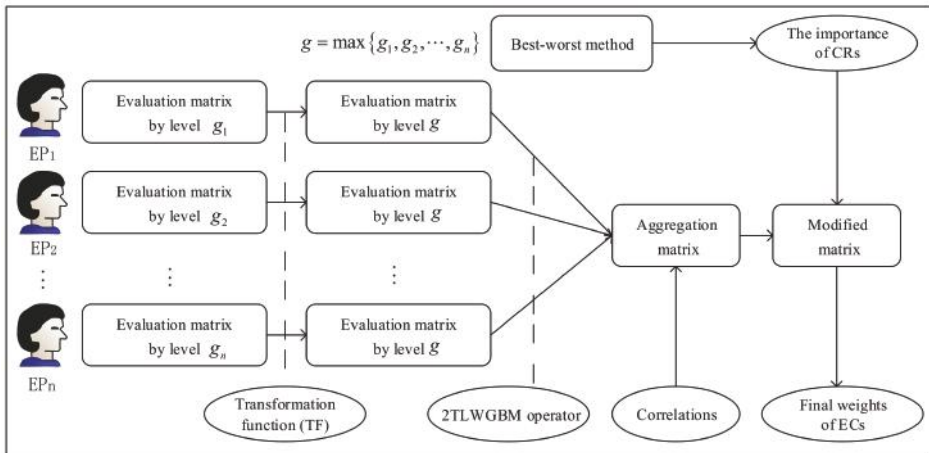 g = max{g₁, g₂, ⋯, gₙ}
Best-worst method
The importance
of CRs
Evaluation matrix
by level g₁
Evaluation matrix
by level g
EP₁
Evaluation matrix
by level g₂
Evaluation matrix
by level g
EP₂
Aggregation
matrix
Modified
matrix
⋮
⋮
⋮
Evaluation matrix
by level gₙ
Evaluation matrix
by level g
EPn
Transformation
function (TF)
2TLWGBM operator
Correlations
Final weights
of ECs